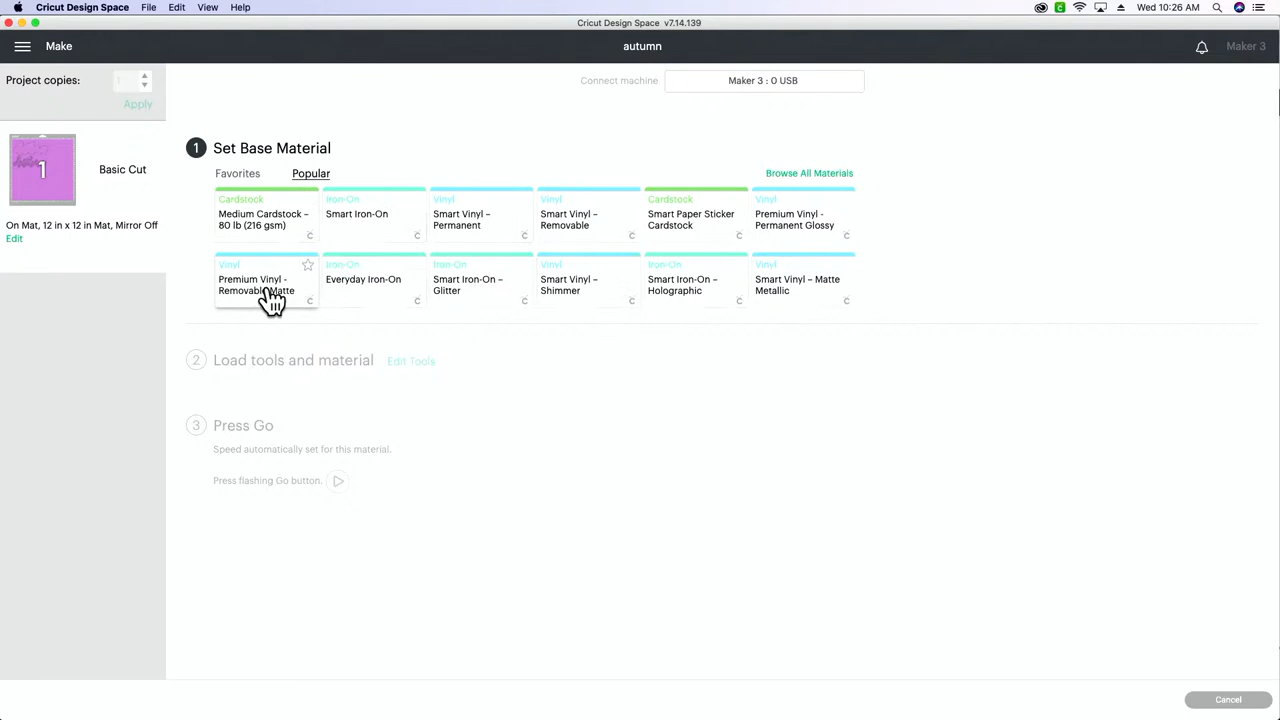 Cricut Design Space File Edit View Help Wed 10:26 AM
Cricut Design Space v7.14.139
Make autumn Maker 3
Project copies: 1
Apply
Connect machine Maker 3 : 0 USB
1
Basic Cut
On Mat, 12 in x 12 in Mat, Mirror Off
Edit
1 Set Base Material
Favorites Popular Browse All Materials
Cardstock
Medium Cardstock –
80 lb (216 gsm)
Iron-On
Smart Iron-On
Vinyl
Smart Vinyl –
Permanent
Vinyl
Smart Vinyl –
Removable
Cardstock
Smart Paper Sticker
Cardstock
Vinyl
Premium Vinyl -
Permanent Glossy
Vinyl
Premium Vinyl -
Removable Matte
Iron-On
Everyday Iron-On
Iron-On
Smart Iron-On –
Glitter
Vinyl
Smart Vinyl –
Shimmer
Iron-On
Smart Iron-On –
Holographic
Vinyl
Smart Vinyl – Matte
Metallic
2 Load tools and material Edit Tools
3 Press Go
Speed automatically set for this material.
Press flashing Go button.
Cancel